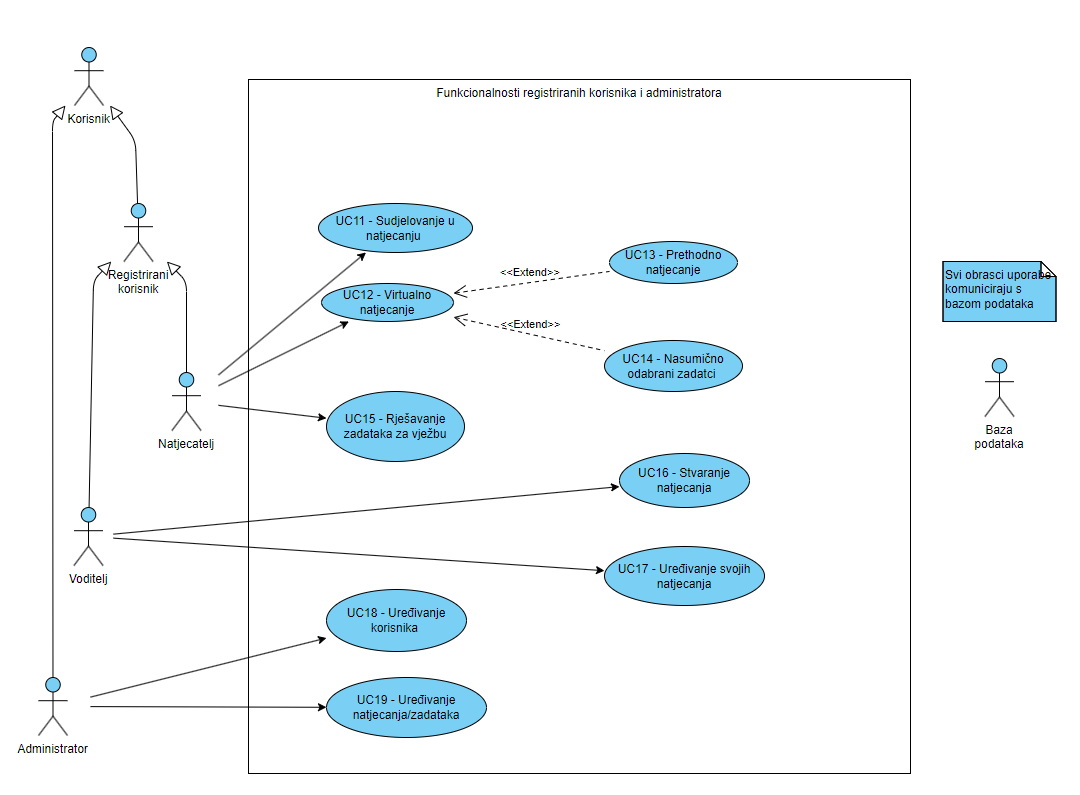 Korisnik
Funkcionalnosti registriranih korisnika i administratora
UC11 - Sudjelovanje u
natjecanju
UC13 - Prethodno
natjecanje
<<Extend>>
Registrirani
korisnik
Svi obrasci uporabe
komuniciraju s
bazom podataka
UC12 - Virtualno
natjecanje
<<Extend>>
UC14 - Nasumično
odabrani zadatci
Natjecatelj
UC15 - Rješavanje
zadataka za vježbu
Baza
podataka
UC16 - Stvaranje
natjecanja
Voditelj
UC17 - Uređivanje svojih
natjecanja
UC18 - Uređivanje
korisnika
UC19 - Uređivanje
natjecanja/zadataka
Administrator